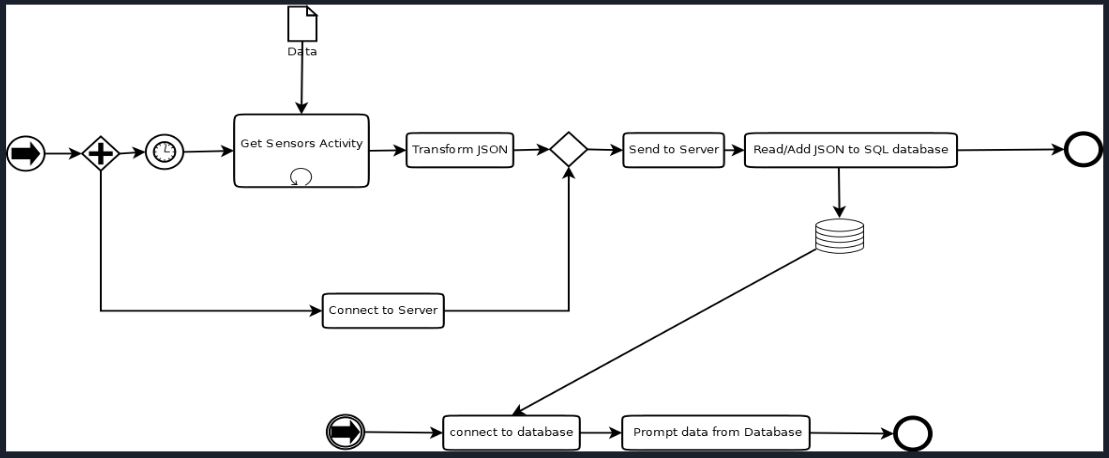 Data
Get Sensors Activity
Transform JSON
Send to Server
Read/Add JSON to SQL database
Connect to Server
connect to database
Prompt data from Database